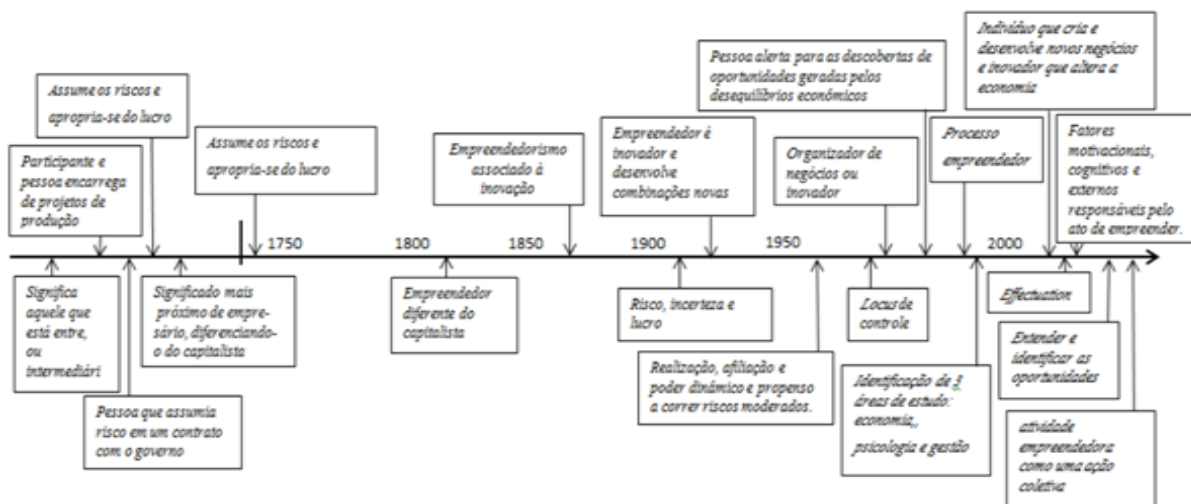 Assume os riscos e
apropria-se do lucro
Participante e
pessoa encarrega
de projetos de
produção
Assume os riscos e
apropria-se do lucro
Empreendedorismo
associado à
inovação
Empreendedor é
inovador e
desenvolve
combinações novas
Pessoa alerta para as descobertas de
oportunidades geradas pelos
desequilíbrios econômicos
Organizador de
negócios ou
inovador
Processo
empreendedor
Indivíduo que cria e
desenvolve novos negócios
e inovador que altera a
economia
Fatores
motivacionais,
cognitivos e
externos
responsáveis pelo
ato de empreender.
1750
1800
1850
1900
1950
2000
Significa
aquele que
está entre,
ou
intermediári
Pessoa que assumia
risco em um contrato
com o governo
Significado mais
próximo de empre-
sário, diferenciando-
o do capitalista
Empreendedor
diferente do
capitalista
Risco, incerteza e
lucro
Realização, afiliação e
poder dinâmico e propenso
a correr riscos moderados.
Locus de
controle
Identificação de 3
áreas de estudo:
economia,,
psicologia e gestão
Effectuation
Entender e
identificar as
oportunidades
atividade
empreendedora
como uma ação
coletiva